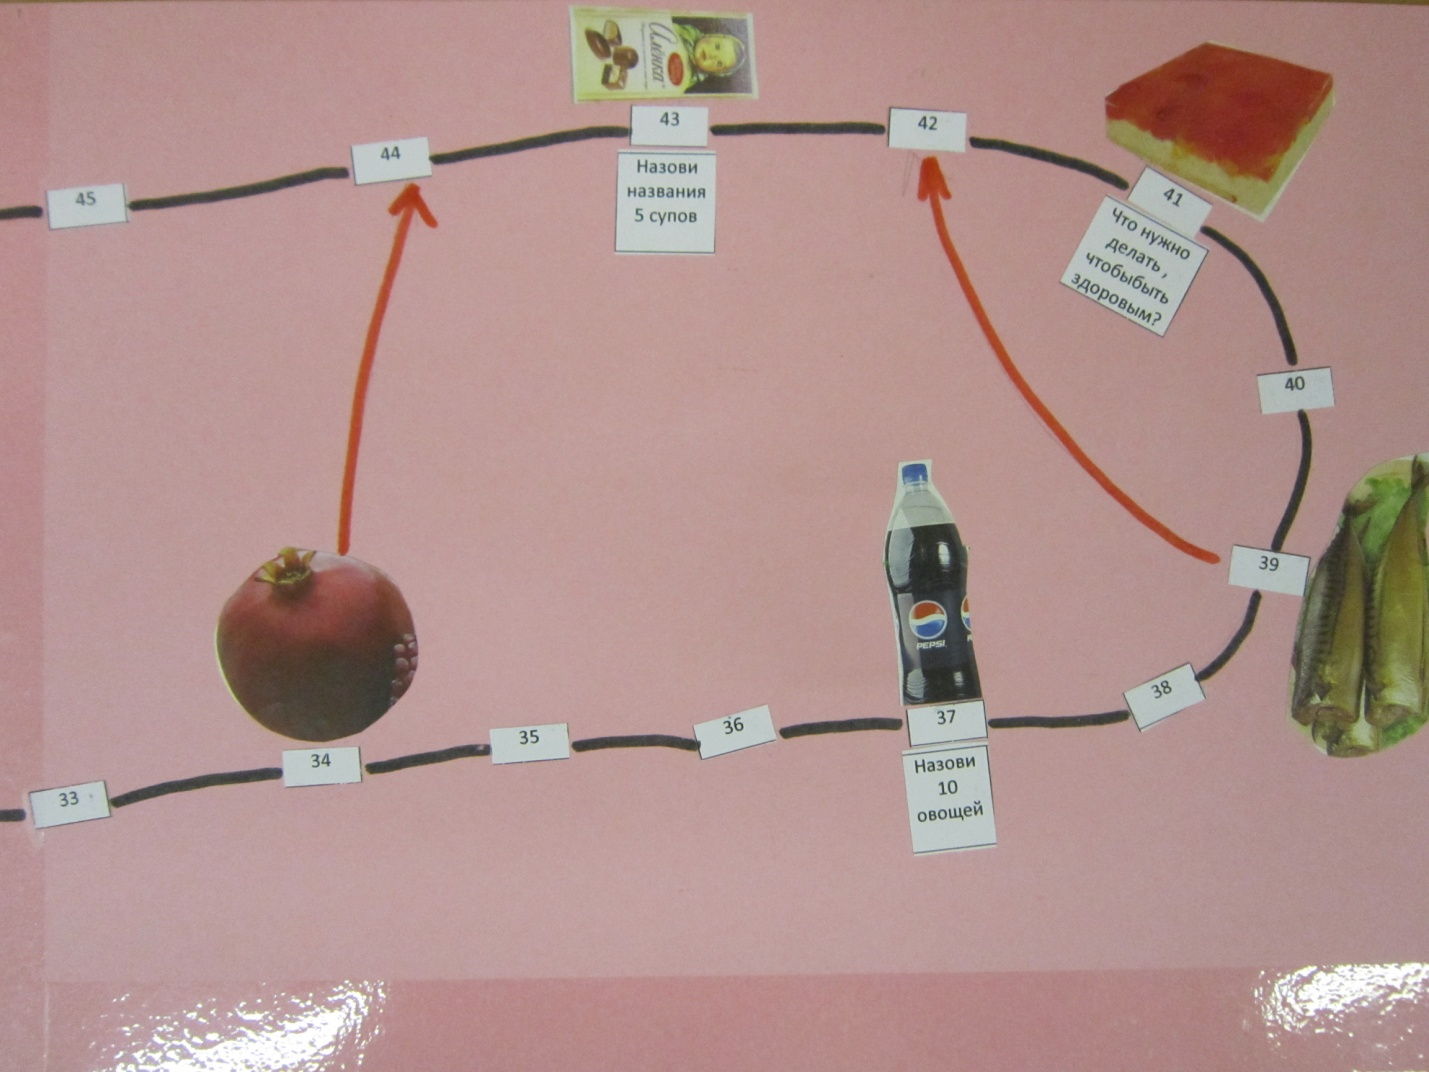 Алёнка
45
44
43
42
41
Назови
названия
5 супов
Что нужно
делать ,
чтобыбыть
здоровым?
40
39
38
PEPSI
37
36
35
34
33
Назови
10
овощей